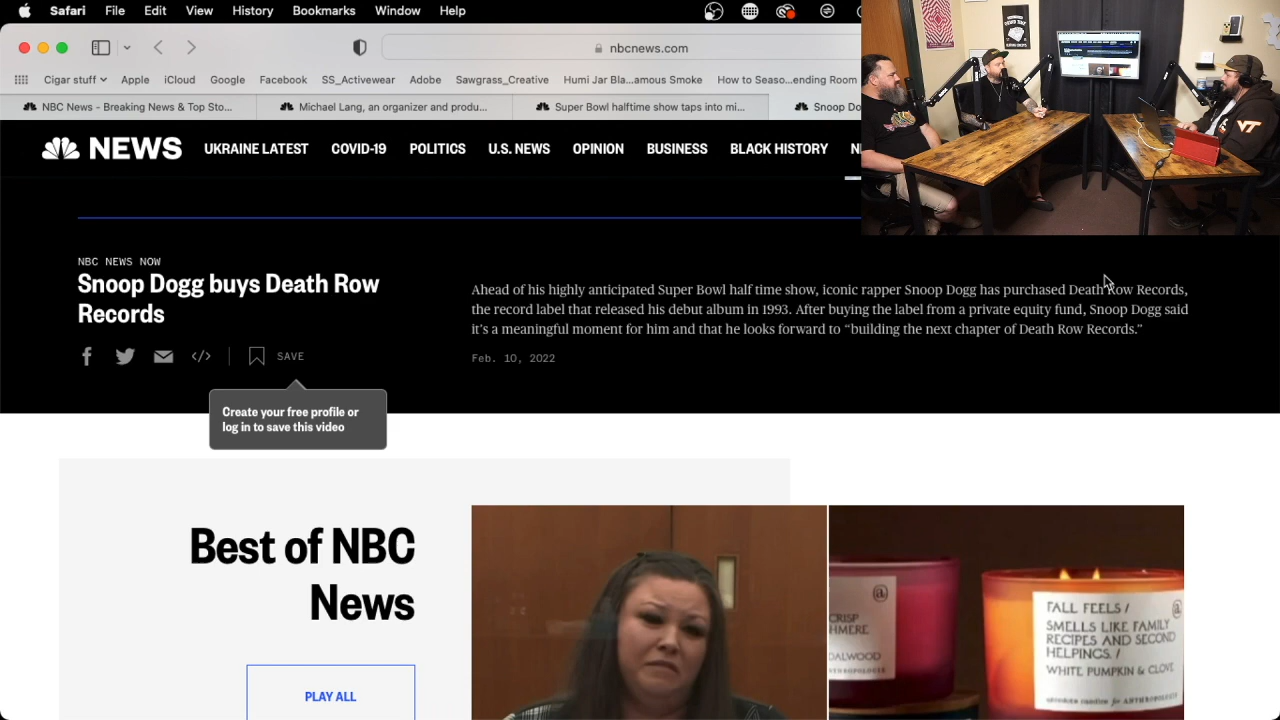 Safari File Edit View History Bookmarks Window Help
nbcnews.com
Cigar stuff Apple iCloud Google Facebook SS_Activewear Adobe Sawgrass_Creative Humi Jar Bla...amous Smoke How to Seaso...ending
NBC News - Breaking News & Top Sto... Michael Lang, an organizer and produ... Super Bowl halftime show taps into mi... Snoop Do
NEWS UKRAINE LATEST COVID-19 POLITICS U.S. NEWS OPINION BUSINESS BLACK HISTORY
NBC NEWS NOW
Snoop Dogg buys Death Row
Records
SAVE
Create your free profile or
log in to save this video
Ahead of his highly anticipated Super Bowl half time show, iconic rapper Snoop Dogg has purchased Death Row Records,
the record label that released his debut album in 1993. After buying the label from a private equity fund, Snoop Dogg said
it's a meaningful moment for him and that he looks forward to “building the next chapter of Death Row Records.”
Feb. 10, 2022
Best of NBC
News
PLAY ALL
FALL FEELS /
SMELLS LIKE FAMILY
RECIPES AND SECOND
HELPINGS. /
WHITE PUMPKIN & CLOVE
VT